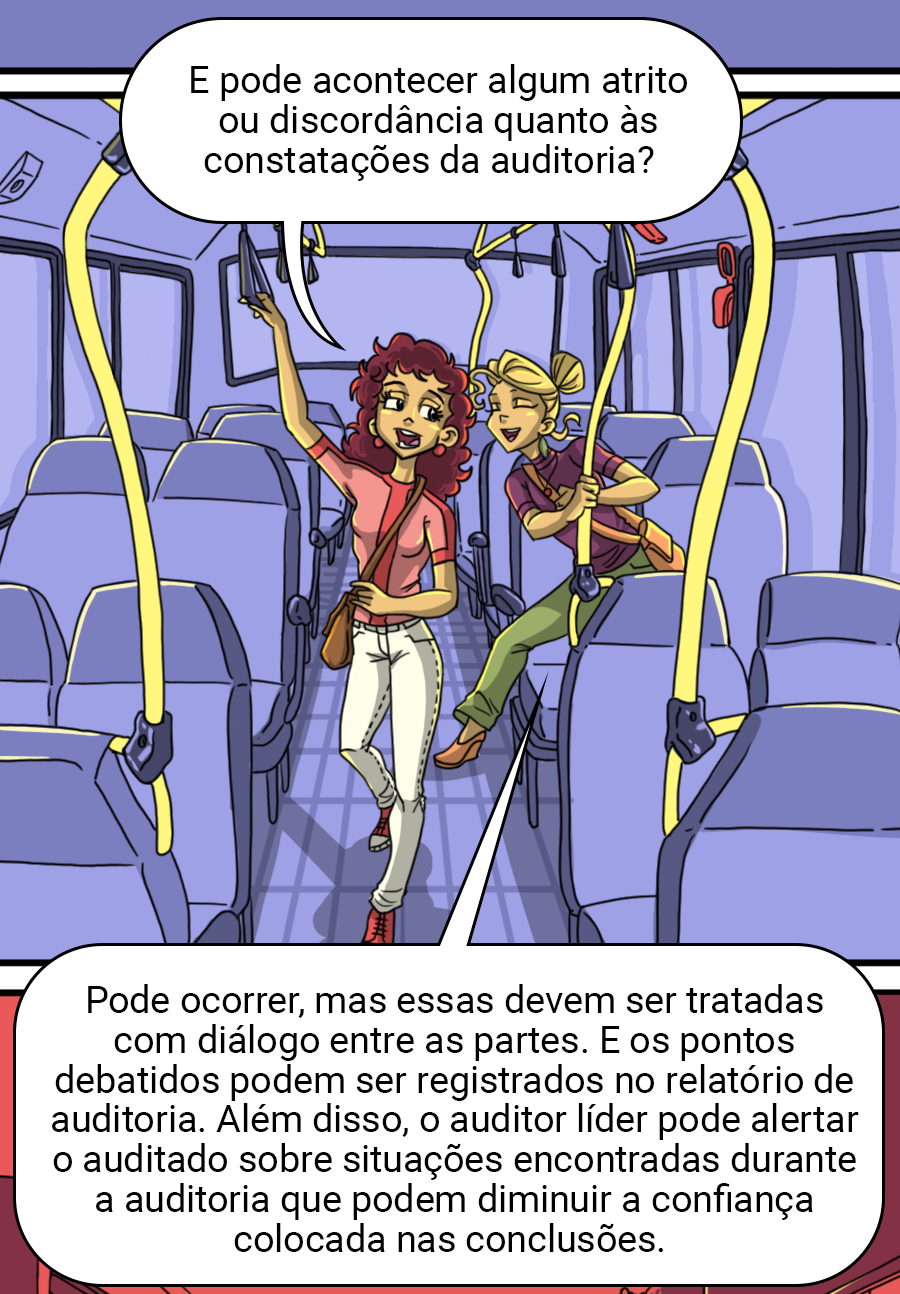 E pode acontecer algum atrito
ou discordância quanto às
constatações da auditoria?
Pode ocorrer, mas essas devem ser tratadas
com diálogo entre as partes. E os pontos
debatidos podem ser registrados no relatório de
auditoria. Além disso, o auditor líder pode alertar
o auditado sobre situações encontradas durante
a auditoria que podem diminuir a confiança
colocada nas conclusões.